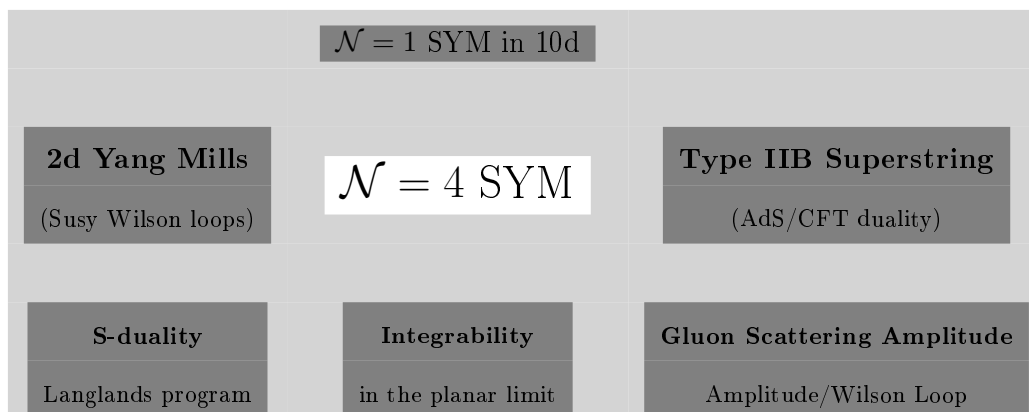 𝒩 = 1 SYM in 10d
2d Yang Mills
(Susy Wilson loops)
𝒩 = 4 SYM
Type IIB Superstring
(AdS/CFT duality)
S-duality
Langlands program
Integrability
in the planar limit
Gluon Scattering Amplitude
Amplitude/Wilson Loop